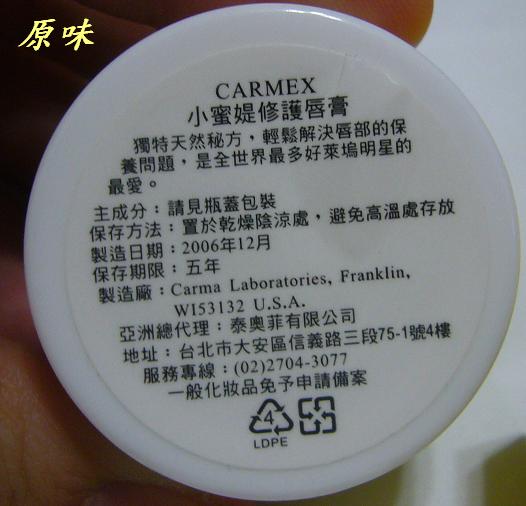 原味
CARMEX
小蜜媞修護唇膏
獨特天然秘方，輕鬆解決唇部的保
養問題，是全世界最多好萊塢明星的
最愛。
主成分：請見瓶蓋包裝
保存方法：置於乾燥陰涼處，避免高溫處存放
製造日期：2006年12月
保存期限：五年
製造廠：Carma Laboratories, Franklin,
WI53132 U.S.A.
亞洲總代理：泰奧菲有限公司
地址：台北市大安區信義路三段75-1號4樓
服務專線：(02)2704-3077
一般化妝品免予申請備案
4
LDPE